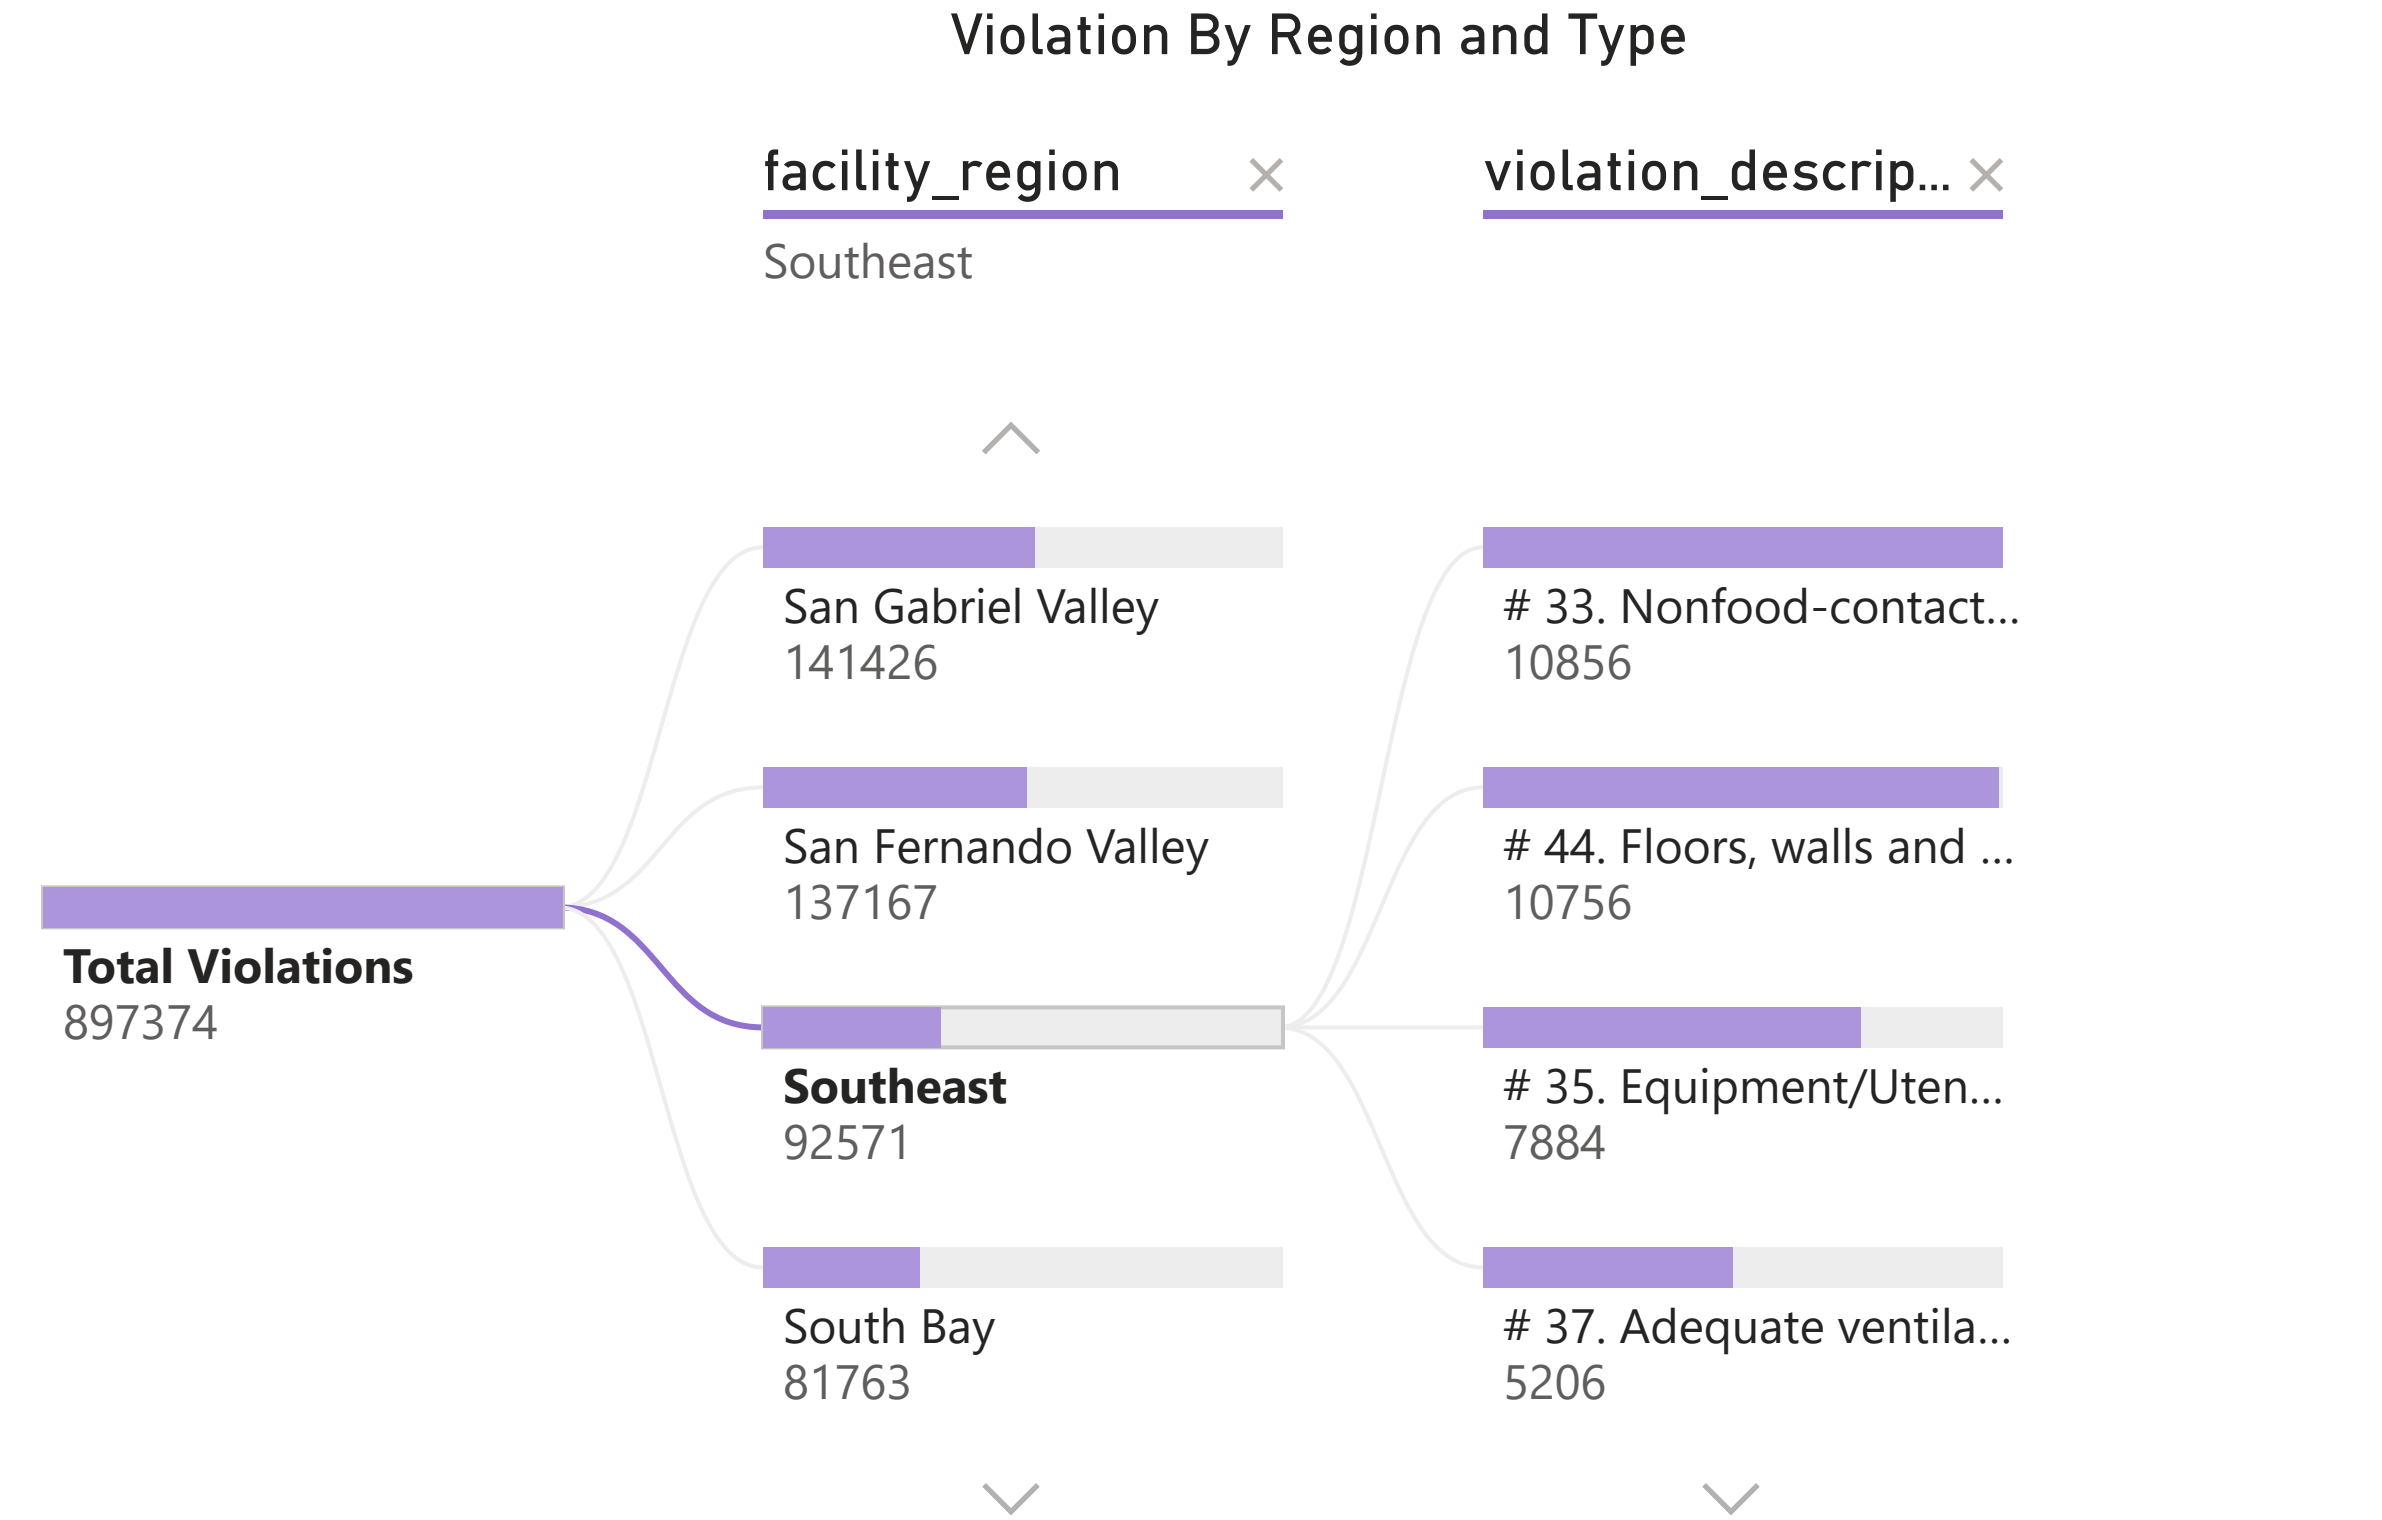 Violation By Region and Type
facility_region
violation_descrip...
Southeast
San Gabriel Valley
141426
San Fernando Valley
137167
Total Violations
897374
Southeast
92571
South Bay
81763
# 33. Nonfood-contact...
10856
# 44. Floors, walls and ...
10756
# 35. Equipment/Uten...
7884
# 37. Adequate ventila...
5206